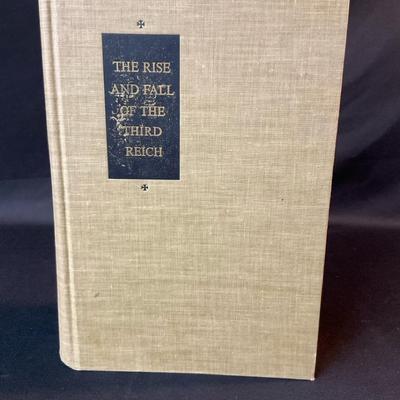 THE RISE
AND FALL
OF THE
THIRD
REICH